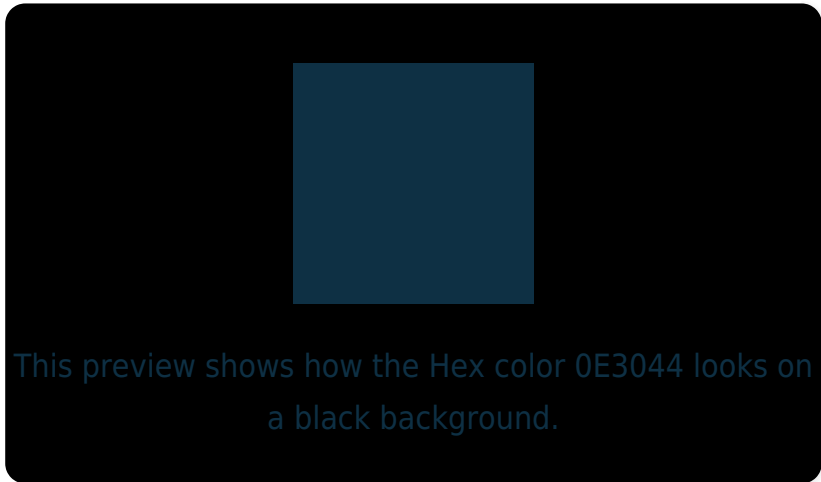 This preview shows how the Hex color 0E3044 looks on
a black background.